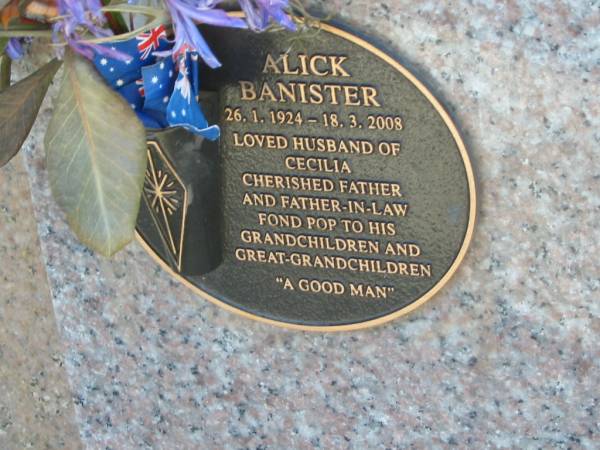 ALICK
BANISTER
26. 1. 1924 – 18. 3. 2008
LOVED HUSBAND OF
CECILIA
CHERISHED FATHER
AND FATHER-IN-LAW
FOND POP TO HIS
GRANDCHILDREN AND
GREAT-GRANDCHILDREN
"A GOOD MAN"